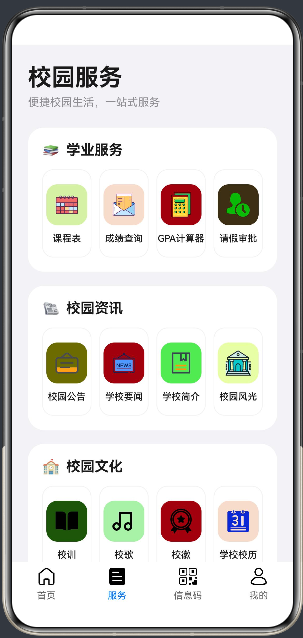 校园服务
便捷校园生活，一站式服务
学业服务
课程表 成绩查询 GPA计算器 请假审批
校园资讯
NEWS
校园公告 学校要闻 学校简介 校园风光
校园文化
31
校训 校歌 校徽 学校校历
首页 服务 信息码 我的